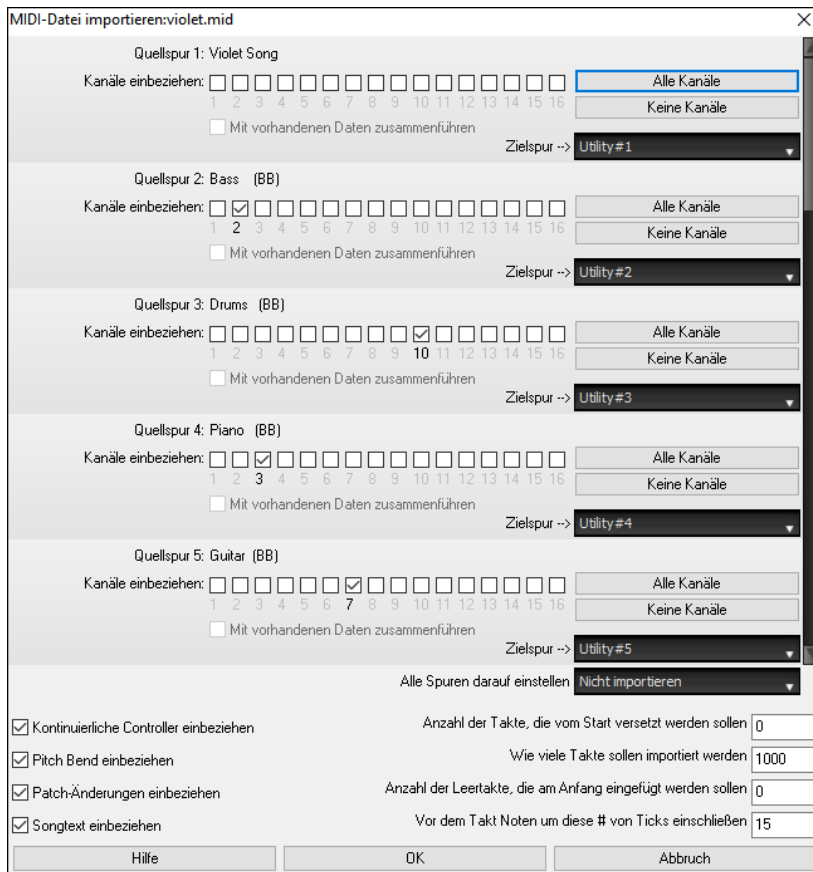 MIDI-Datei importieren:violet.mid
Quellspur 1: Violet Song
Kanäle einbeziehen:
Alle Kanäle
1 2 3 4 5 6 7 8 9 10 11 12 13 14 15 16
Keine Kanäle
Mit vorhandenen Daten zusammenführen
Zielspur --> Utility#1
Quellspur 2: Bass (BB)
Kanäle einbeziehen:
Alle Kanäle
1 2 3 4 5 6 7 8 9 10 11 12 13 14 15 16
Keine Kanäle
Mit vorhandenen Daten zusammenführen
Zielspur --> Utility#2
Quellspur 3: Drums (BB)
Kanäle einbeziehen:
Alle Kanäle
1 2 3 4 5 6 7 8 9 10 11 12 13 14 15 16
Keine Kanäle
Mit vorhandenen Daten zusammenführen
Zielspur --> Utility#3
Quellspur 4: Piano (BB)
Kanäle einbeziehen:
Alle Kanäle
1 2 3 4 5 6 7 8 9 10 11 12 13 14 15 16
Keine Kanäle
Mit vorhandenen Daten zusammenführen
Zielspur --> Utility#4
Quellspur 5: Guitar (BB)
Kanäle einbeziehen:
Alle Kanäle
1 2 3 4 5 6 7 8 9 10 11 12 13 14 15 16
Keine Kanäle
Mit vorhandenen Daten zusammenführen
Zielspur --> Utility#5
Alle Spuren darauf einstellen Nicht importieren
Kontinuierliche Controller einbeziehen
Anzahl der Takte, die vom Start versetzt werden sollen 0
Pitch Bend einbeziehen
Wie viele Takte sollen importiert werden 1000
Patch-Änderungen einbeziehen
Anzahl der Leertakte, die am Anfang eingefügt werden sollen 0
Songtext einbeziehen
Vor dem Takt Noten um diese # von Ticks einschließen 15
Hilfe
OK
Abbruch